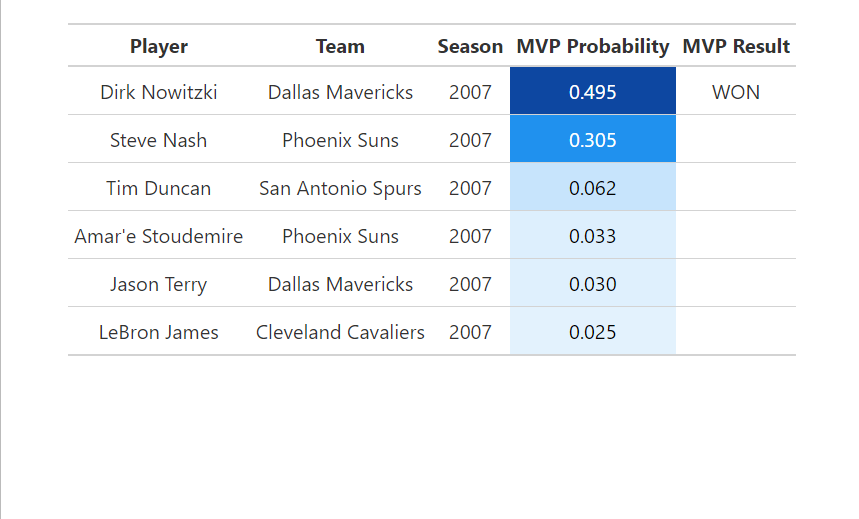 Player Team Season MVP Probability MVP Result
Dirk Nowitzki Dallas Mavericks 2007 0.495 WON
Steve Nash Phoenix Suns 2007 0.305
Tim Duncan San Antonio Spurs 2007 0.062
Amar'e Stoudemire Phoenix Suns 2007 0.033
Jason Terry Dallas Mavericks 2007 0.030
LeBron James Cleveland Cavaliers 2007 0.025